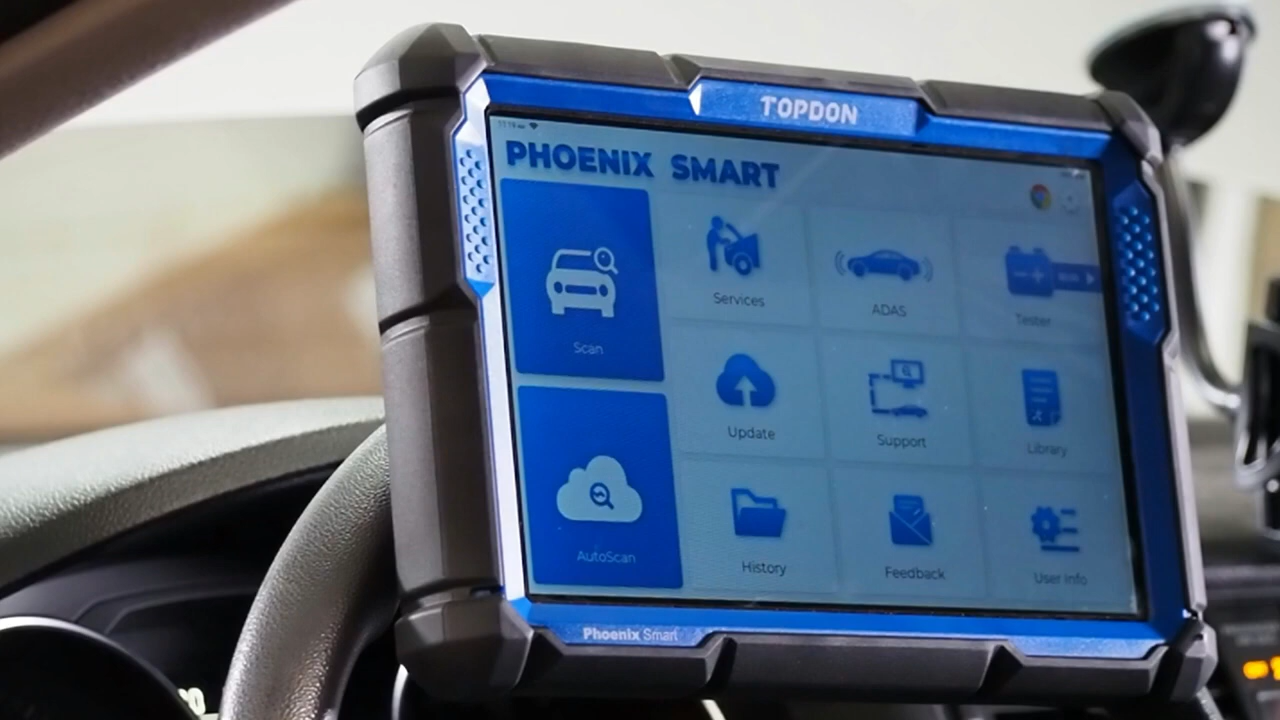 TOPDON
PHOENIX SMART
Scan
Services
ADAS
Tester
Update
Support
Library
AutoScan
History
Feedback
User Info
Phoenix Smart